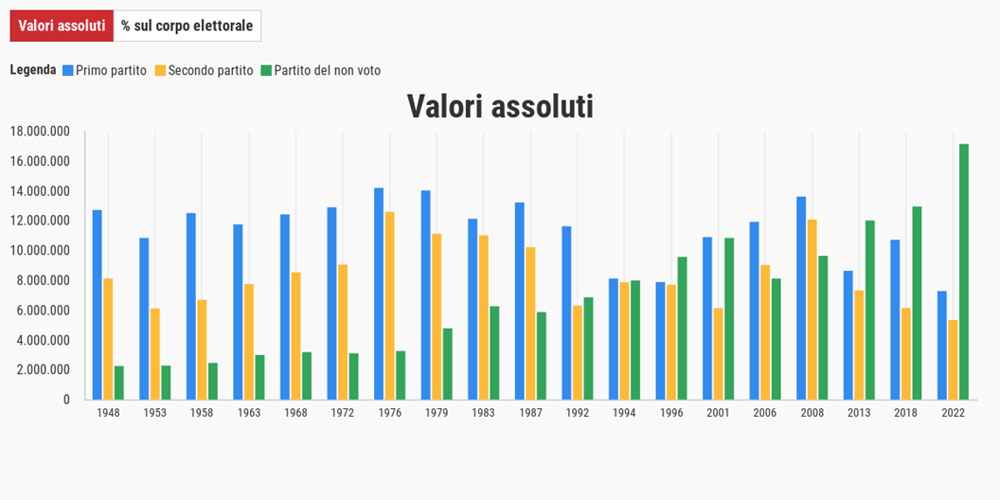 Valori assoluti % sul corpo elettorale
Legenda Primo partito Secondo partito Partito del non voto
Valori assoluti
18.000.000
16.000.000
14.000.000
12.000.000
10.000.000
8.000.000
6.000.000
4.000.000
2.000.000
0
1948 1953 1958 1963 1968 1972 1976 1979 1983 1987 1992 1994 1996 2001 2006 2008 2013 2018 2022